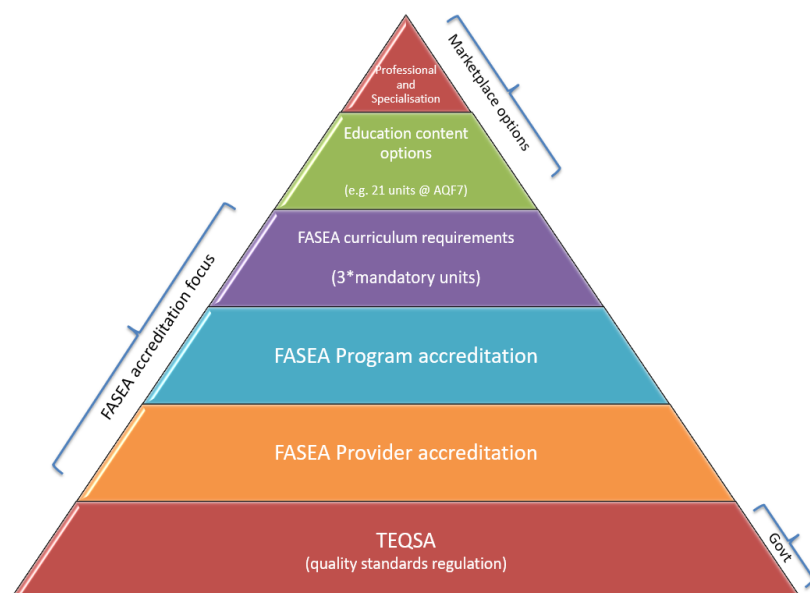 Professional
and
Specialisation
Marketplace options
Education content
options
(e.g. 21 units @ AQF7)
FASEA curriculum requirements
(3*mandatory units)
FASEA accreditation focus
FASEA Program accreditation
FASEA Provider accreditation
TEQSA
(quality standards regulation)
Govt